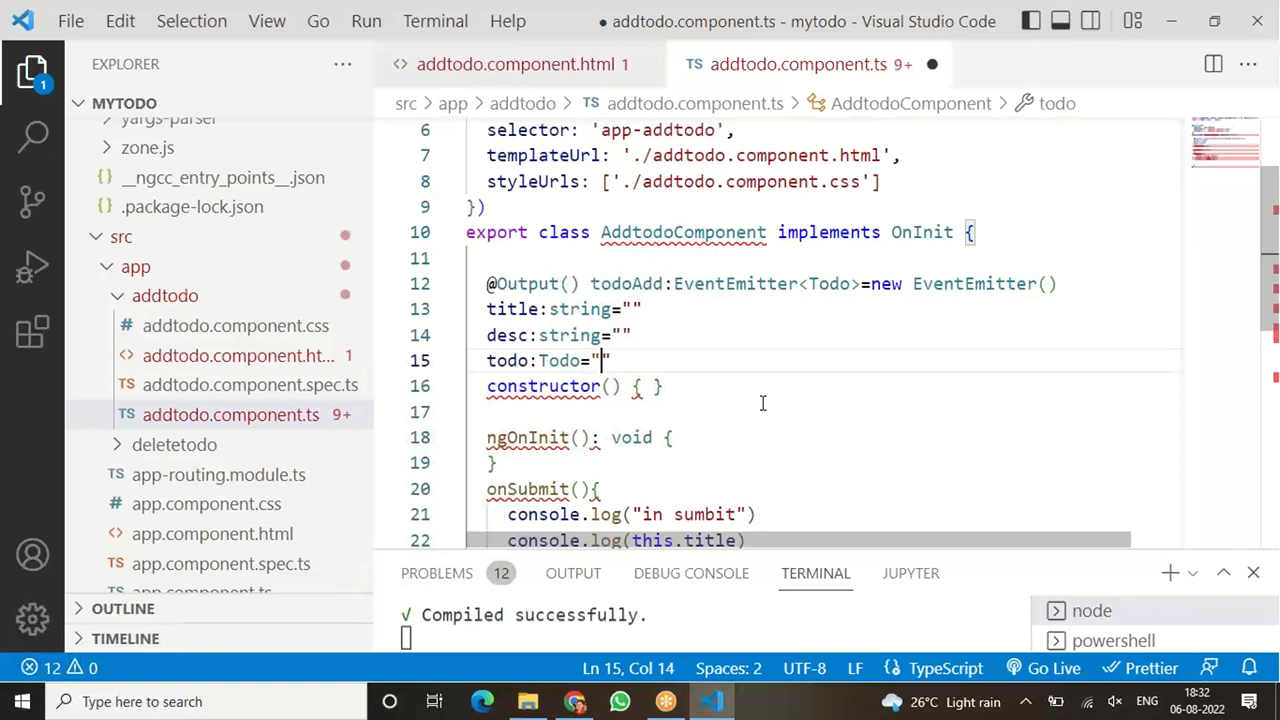 File Edit Selection View Go Run Terminal Help ● addtodo.component.ts - mytodo - Visual Studio Code
EXPLORER ···
MYTODO
yargs-parser
zone.js
{} __ngcc_entry_points__.json
{} .package-lock.json
src
app
addtodo
# addtodo.component.css
<> addtodo.component.ht... 1
addtodo.component.spec.ts
TS addtodo.component.ts 9+
deletetodo
TS app-routing.module.ts
# app.component.css
<> app.component.html
TS app.component.spec.ts
OUTLINE
TIMELINE
<> addtodo.component.html 1
TS addtodo.component.ts 9+ ●
src > app > addtodo > TS addtodo.component.ts > AddtodoComponent > todo
6 selector: 'app-addtodo',
7 templateUrl: './addtodo.component.html',
8 styleUrls: ['./addtodo.component.css']
9 })
10 export class AddtodoComponent implements OnInit {
11
12 @Output() todoAdd:EventEmitter<Todo>=new EventEmitter()
13 title:string=""
14 desc:string=""
15 todo:Todo=""
16 constructor() { }
17
18 ngOnInit(): void {
19 }
20 onSubmit(){
21 console.log("in sumbit")
22 console.log(this.title)
PROBLEMS 12 OUTPUT DEBUG CONSOLE TERMINAL JUPYTER
√ Compiled successfully.
node
powershell
12 0 Ln 15, Col 14 Spaces: 2 UTF-8 LF {} TypeScript Go Live Prettier
Type here to search
26°C Light rain ENG
18:32
06-08-2022